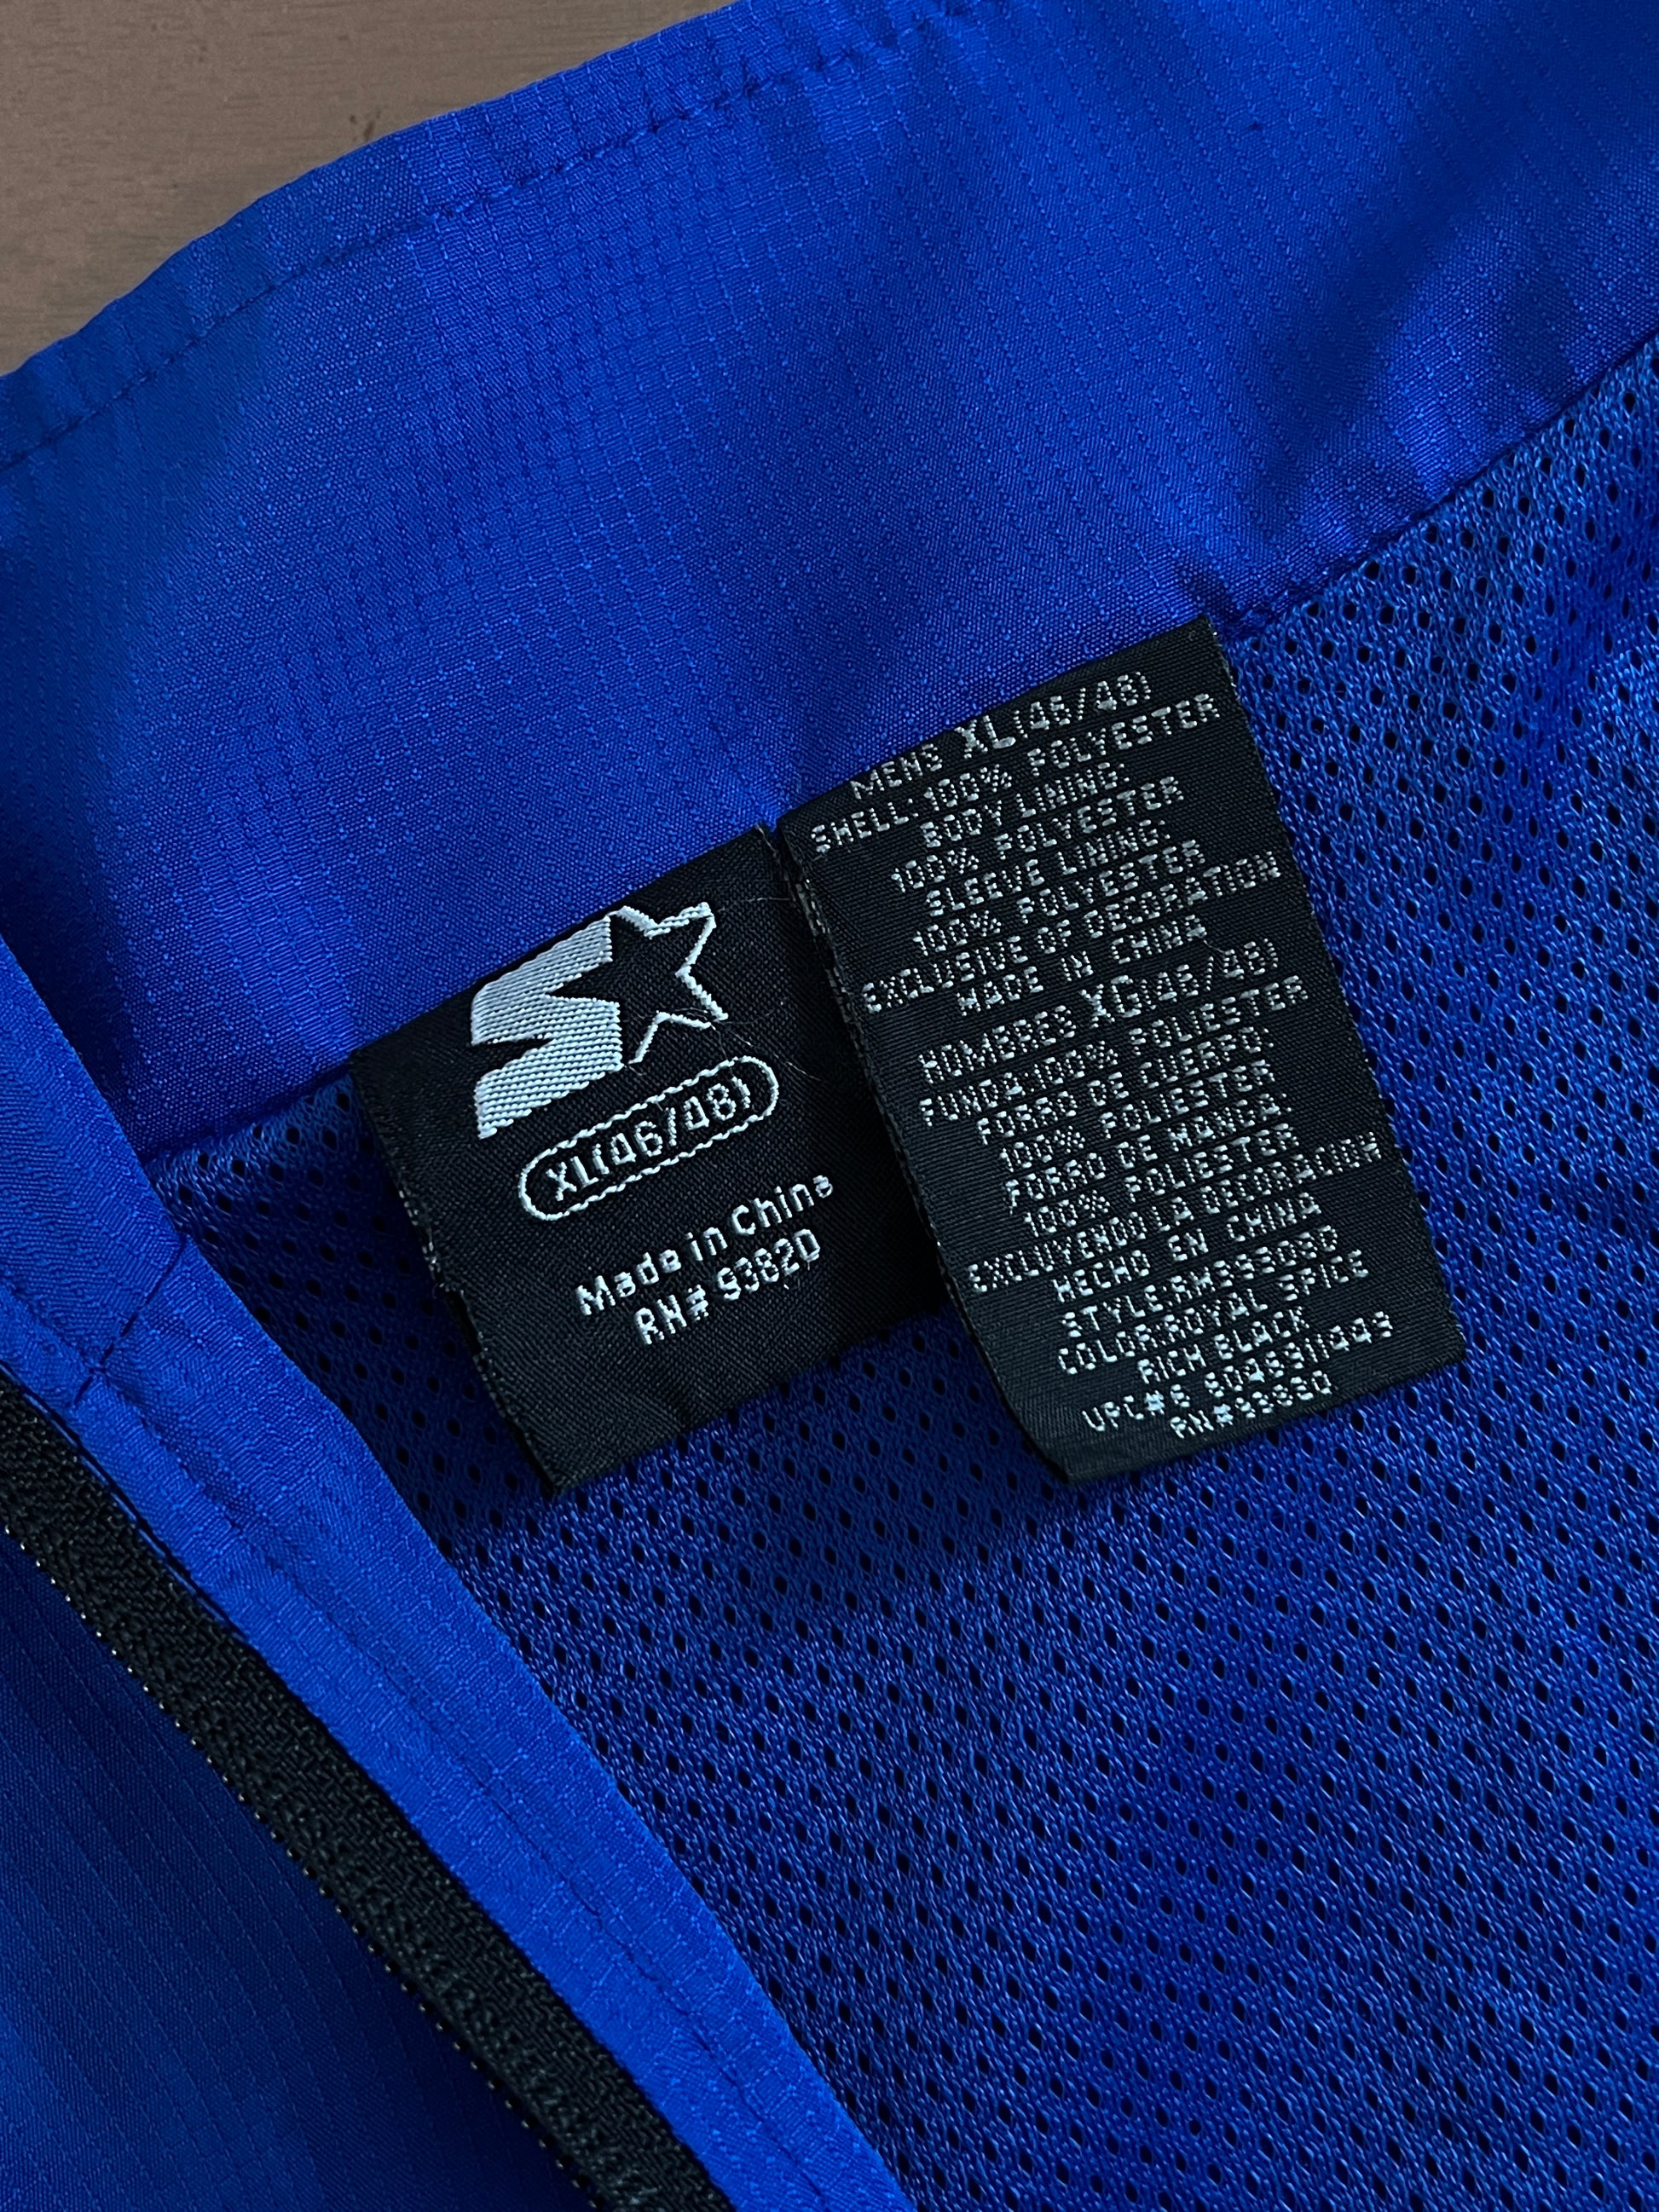 XL(46/48)
Made in China
RN# 93820
MENS XL(46/48)
SHELL:100% POLYESTER
BODY LINING:
100% POLYESTER
SLEEVE LINING:
100% POLYESTER
EXCLUSIVE OF DECORATION
MADE IN CHINA
HOMBRES XG(46/48)
FUNDA:100% POLIESTER
FORRO DE CUERPO:
100% POLIESTER
FORRO DE MANGA:
100% POLIESTER
EXCLUYENDO LA DECORACION
HECHO EN CHINA
COLOR:ROYAL SPICE
RICH BLACK